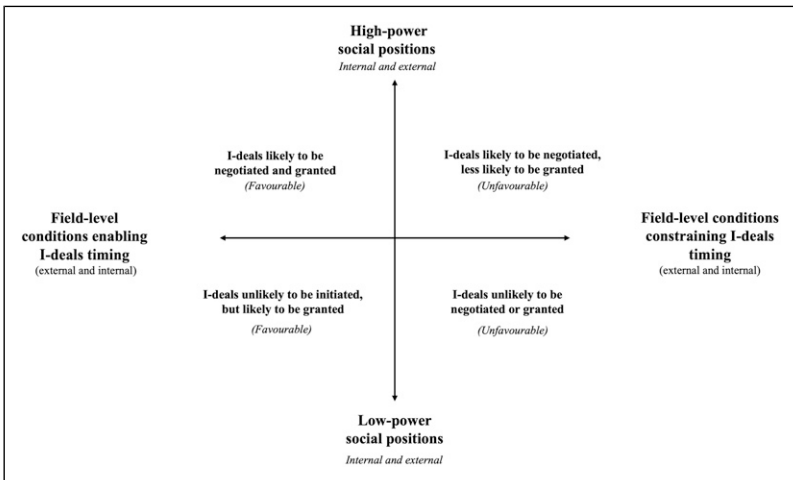 High-power
social positions
Internal and external
I-deals likely to be
negotiated and granted
(Favourable)
I-deals likely to be negotiated,
less likely to be granted
(Unfavourable)
Field-level
conditions enabling
I-deals timing
(external and internal)
Field-level conditions
constraining I-deals
timing
(external and internal)
I-deals unlikely to be initiated,
but likely to be granted
(Favourable)
I-deals unlikely to be
negotiated or granted
(Unfavourable)
Low-power
social positions
Internal and external